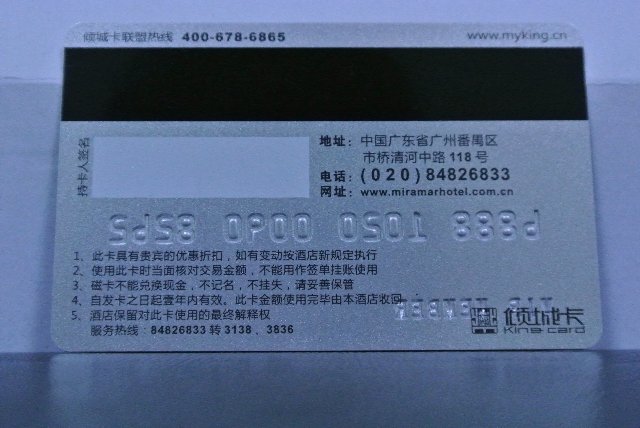 倾城卡联盟热线 400-678-6865
www.myking.cn
持卡人签名
地址：中国广东省广州番禺区
市桥清河中路 118 号
电话：(020)84826833
网址：www.miramarhotel.com.cn
1、此卡具有贵宾的优惠折扣，如有变动按酒店新规定执行
2、使用此卡时当面核对交易金额，不能用作签单挂账使用
3、磁卡不能兑换现金，不记名，不挂失，请妥善保管
4、自发卡之日起壹年内有效。此卡金额使用完毕由本酒店收回
5、酒店保留对此卡使用的最终解释权
服务热线：84826833 转 3138、3836
倾城卡
King card